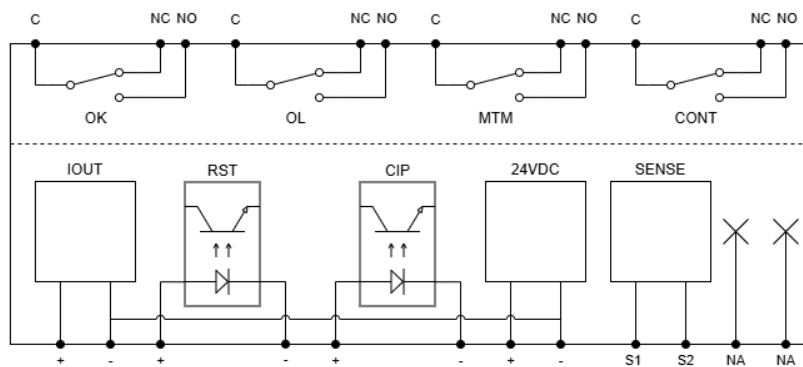 C NC NO C NC NO C NC NO C NC NO
OK OL MTM CONT
IOUT RST CIP 24VDC SENSE
+ - + - + - + - S1 S2 NA NA